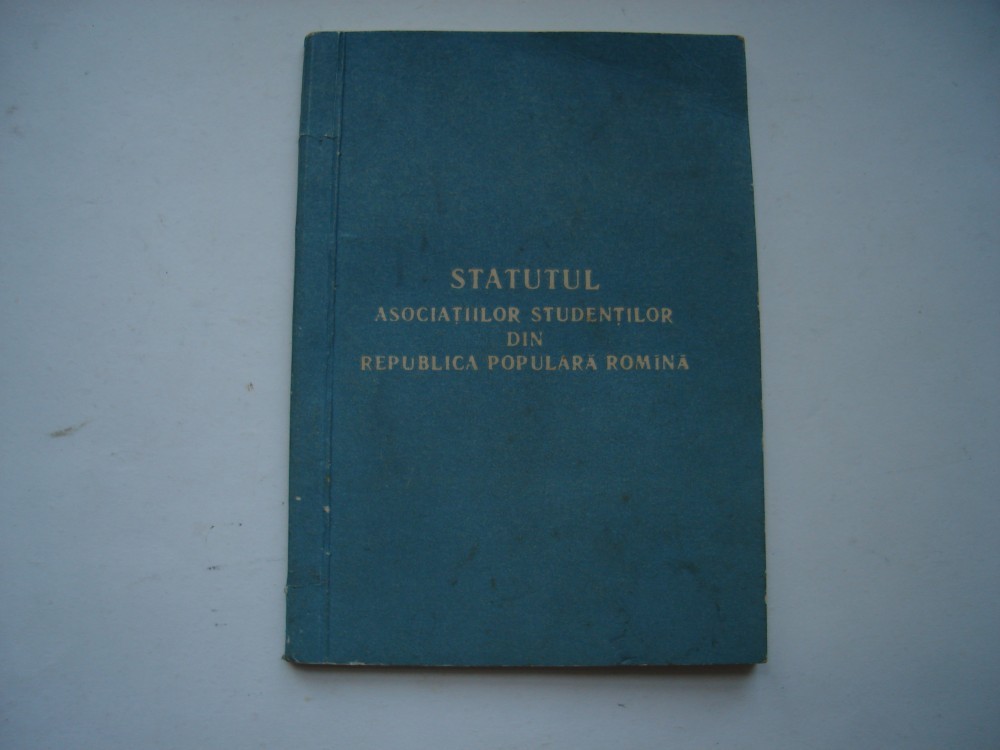 STATUTUL
ASOCIAȚIILOR STUDENȚILOR
DIN
REPUBLICA POPULARĂ ROMÎNĂ